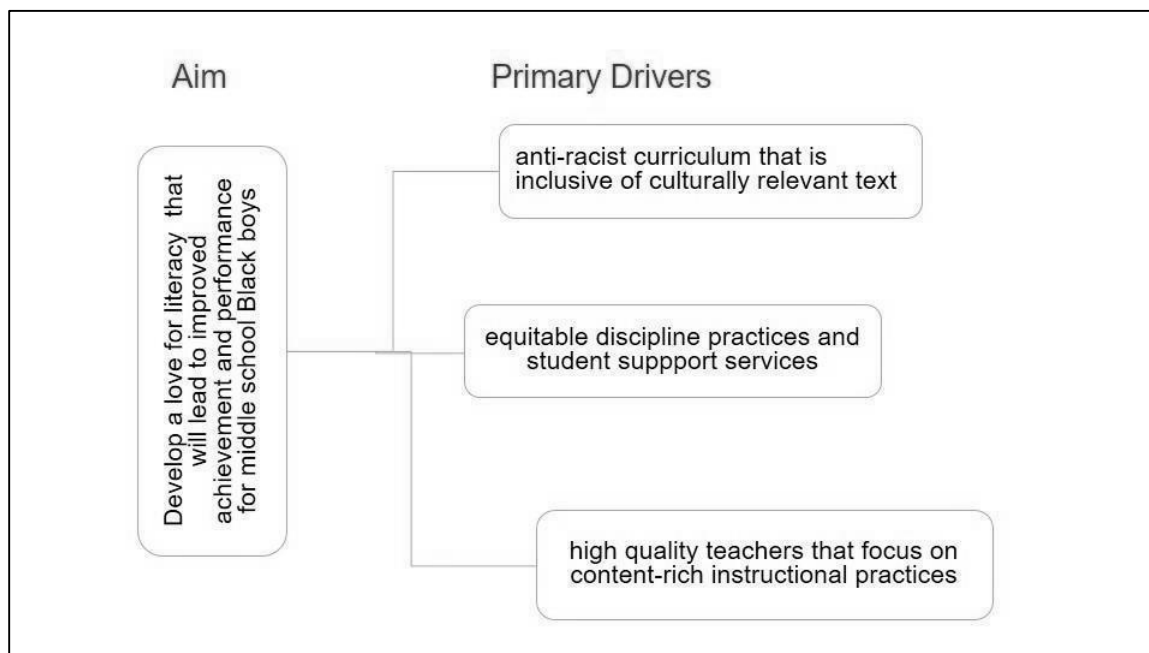 Aim
Primary Drivers
Develop a love for literacy that
will lead to improved
achievement and performance
for middle school Black boys
anti-racist curriculum that is
inclusive of culturally relevant text
equitable discipline practices and
student suppport services
high quality teachers that focus on
content-rich instructional practices